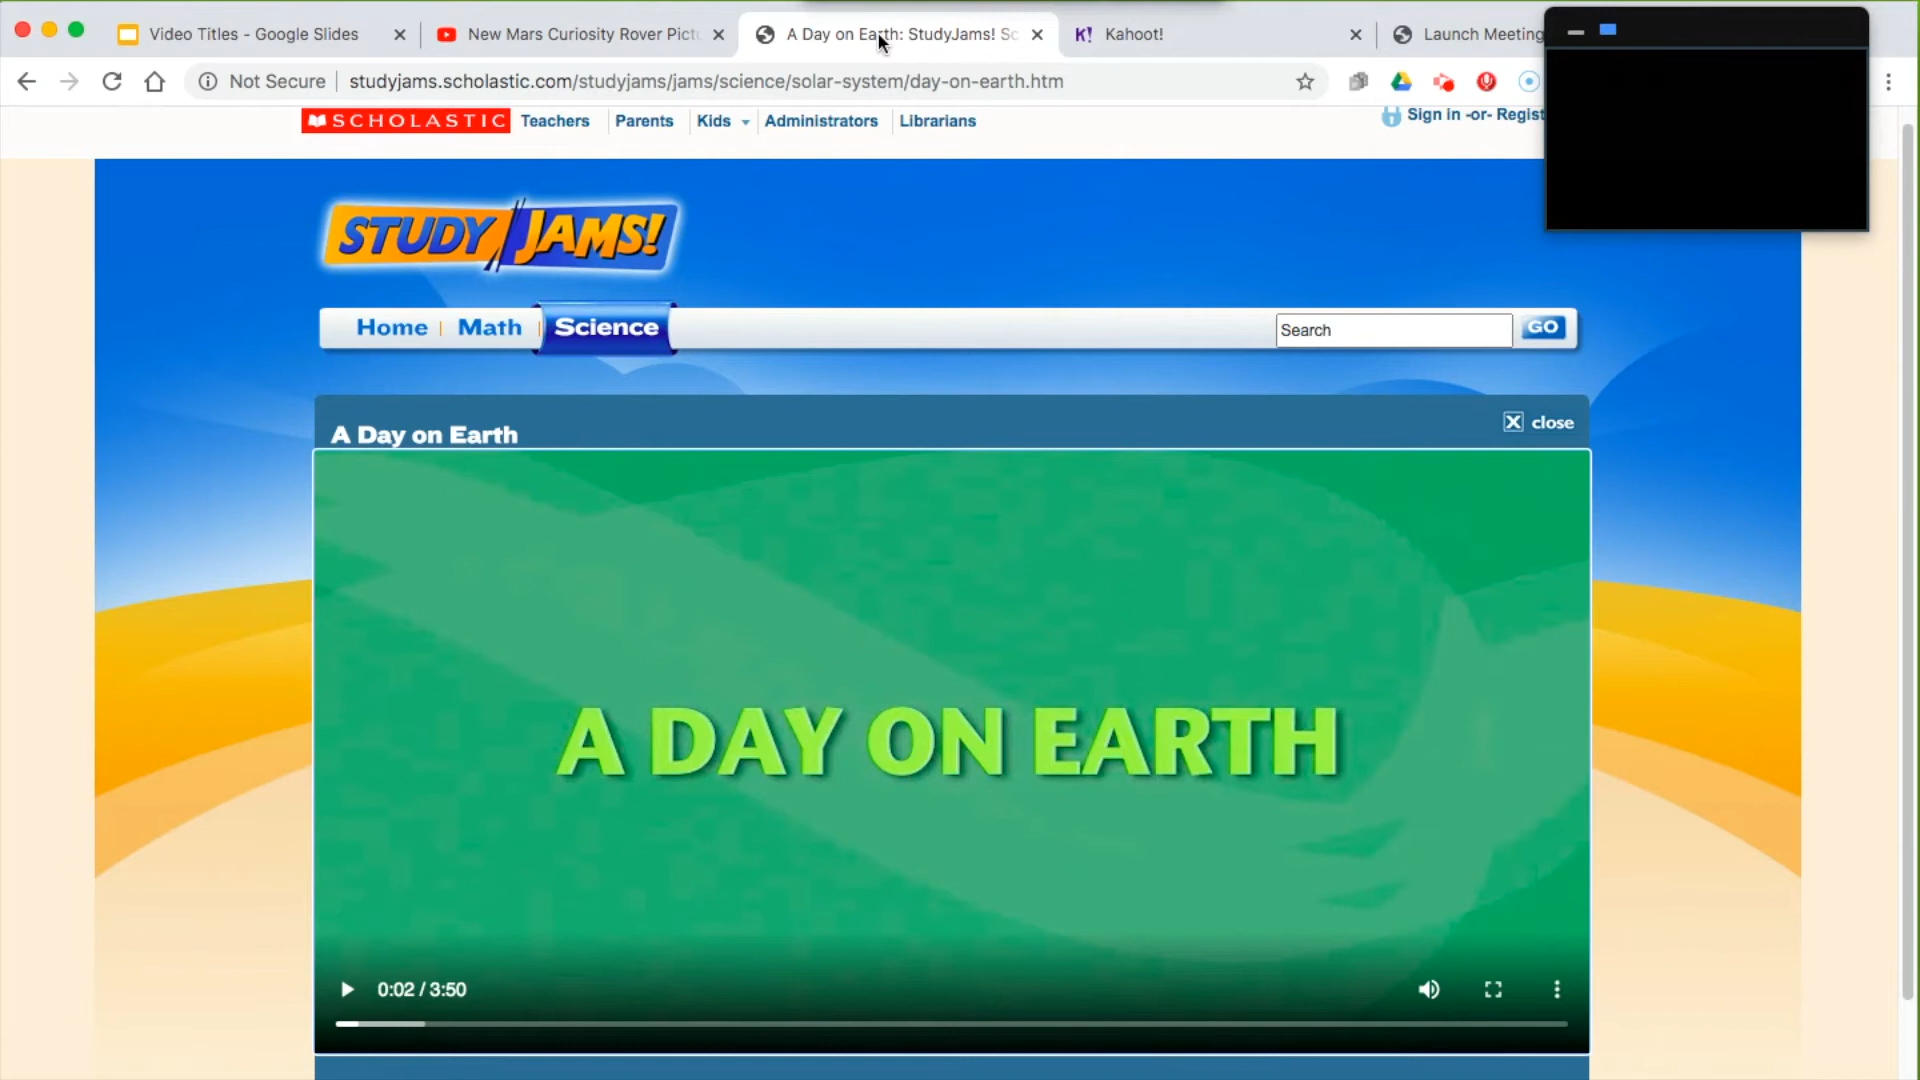 Video Titles - Google Slides
New Mars Curiosity Rover Pictu
A Day on Earth: StudyJams! Sc
K! Kahoot!
Launch Meeting
Not Secure studyjams.scholastic.com/studyjams/jams/science/solar-system/day-on-earth.htm
SCHOLASTIC Teachers Parents Kids Administrators Librarians
Sign in -or- Regist
STUDY JAMS!
Home Math Science
Search GO
A Day on Earth
X close
A DAY ON EARTH
0:02 / 3:50